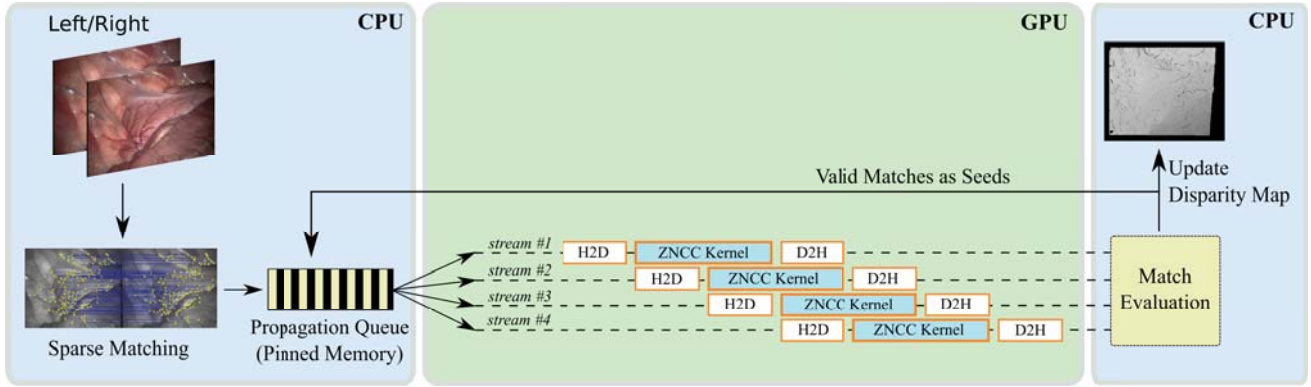 Left/Right
CPU
GPU
CPU
Valid Matches as Seeds
Update
Disparity Map
stream #1
H2D
ZNCC Kernel
D2H
stream #2
H2D
ZNCC Kernel
D2H
stream #3
H2D
ZNCC Kernel
D2H
stream #4
H2D
ZNCC Kernel
D2H
Match
Evaluation
Sparse Matching
Propagation Queue
(Pinned Memory)